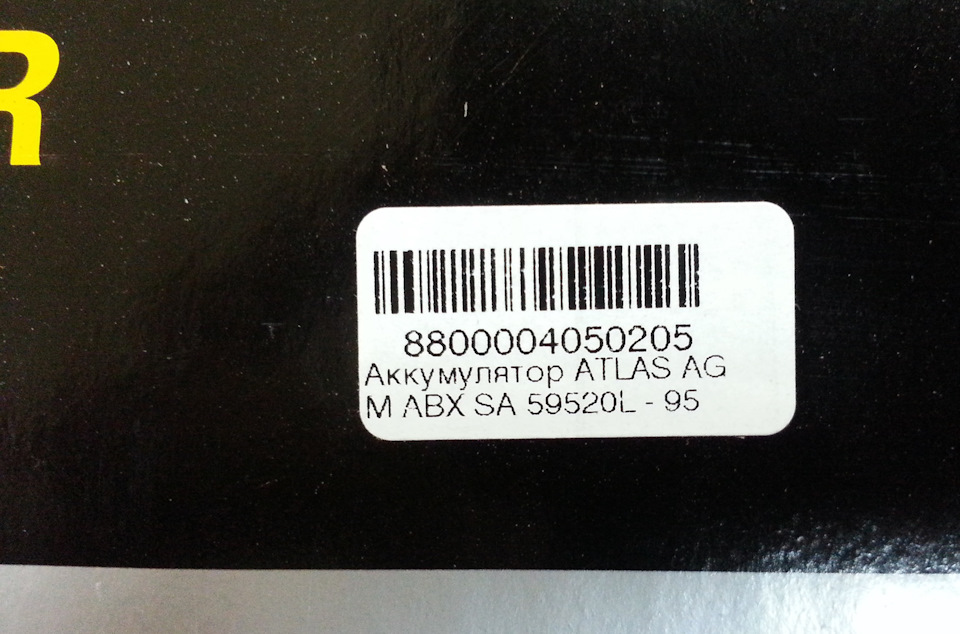 R
8800004050205
Аккумулятор ATLAS AG
M ABX SA 59520L - 95